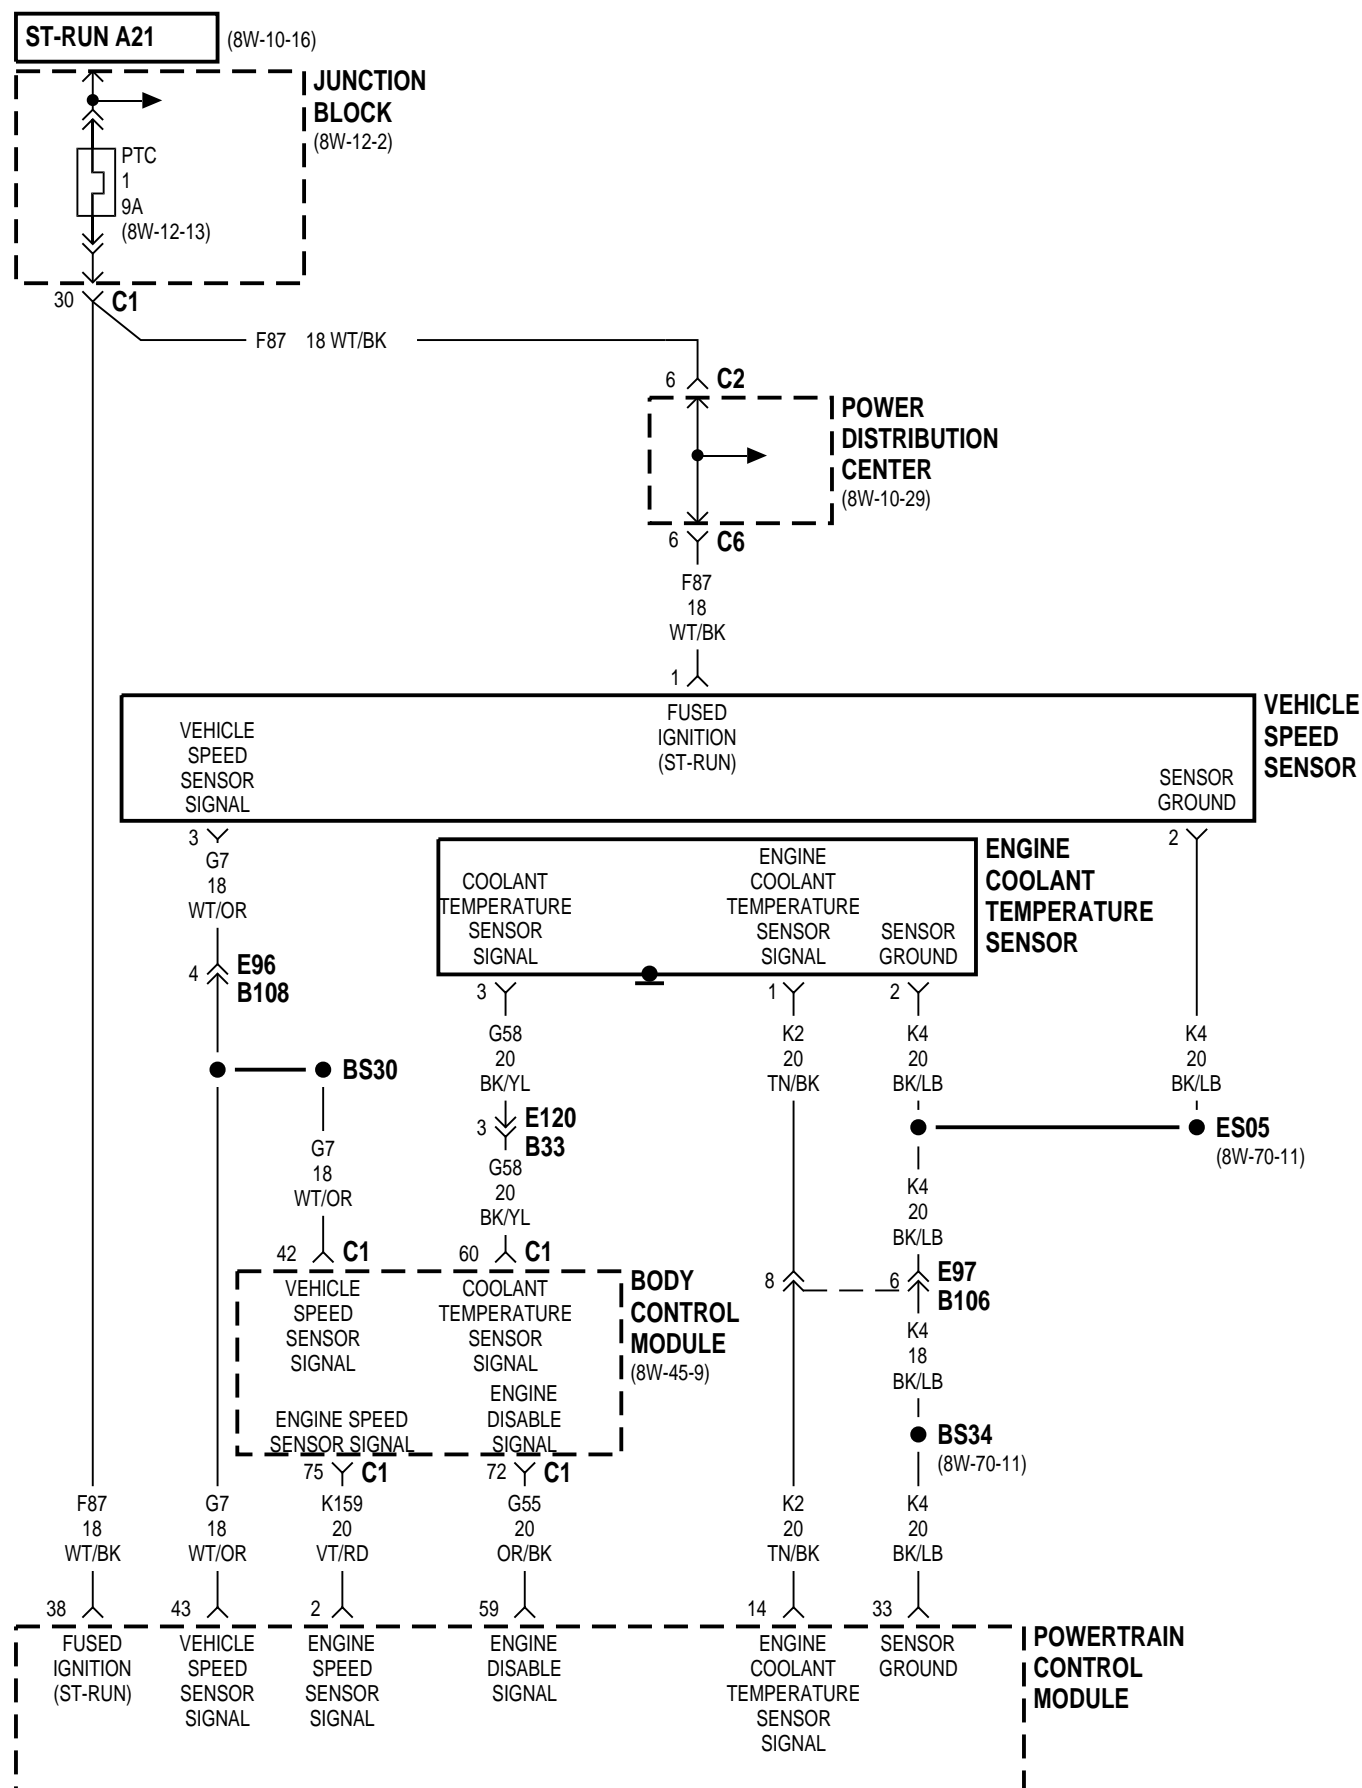 ST-RUN A21
(8W-10-16)
JUNCTION
BLOCK
(8W-12-2)
PTC
1
9A
(8W-12-13)
30
C1
F87 18 WT/BK
6
C2
POWER
DISTRIBUTION
CENTER
(8W-10-29)
6
C6
F87
18
WT/BK
1
FUSED
IGNITION
(ST-RUN)
VEHICLE
SPEED
SENSOR
SIGNAL
SENSOR
GROUND
VEHICLE
SPEED
SENSOR
3
G7
18
WT/OR
4
E96
B108
BS30
G7
18
WT/OR
42
C1
COOLANT
TEMPERATURE
SENSOR
SIGNAL
ENGINE
COOLANT
TEMPERATURE
SENSOR
SIGNAL
SENSOR
GROUND
ENGINE
COOLANT
TEMPERATURE
SENSOR
2
3
G58
20
BK/YL
3
E120
B33
G58
20
BK/YL
60
C1
1
K2
20
TN/BK
2
K4
20
BK/LB
K4
20
BK/LB
ES05
(8W-70-11)
K4
20
BK/LB
8
6
E97
B106
K4
18
BK/LB
BS34
(8W-70-11)
VEHICLE
SPEED
SENSOR
SIGNAL
COOLANT
TEMPERATURE
SENSOR
SIGNAL
BODY
CONTROL
MODULE
(8W-45-9)
ENGINE SPEED
SENSOR SIGNAL
ENGINE
DISABLE
SIGNAL
75
C1
72
C1
F87
18
WT/BK
G7
18
WT/OR
K159
20
VT/RD
G55
20
OR/BK
K2
20
TN/BK
K4
20
BK/LB
38
43
2
59
14
33
FUSED
IGNITION
(ST-RUN)
VEHICLE
SPEED
SENSOR
SIGNAL
ENGINE
SPEED
SENSOR
SIGNAL
ENGINE
DISABLE
SIGNAL
ENGINE
COOLANT
TEMPERATURE
SENSOR
SIGNAL
SENSOR
GROUND
POWERTRAIN
CONTROL
MODULE